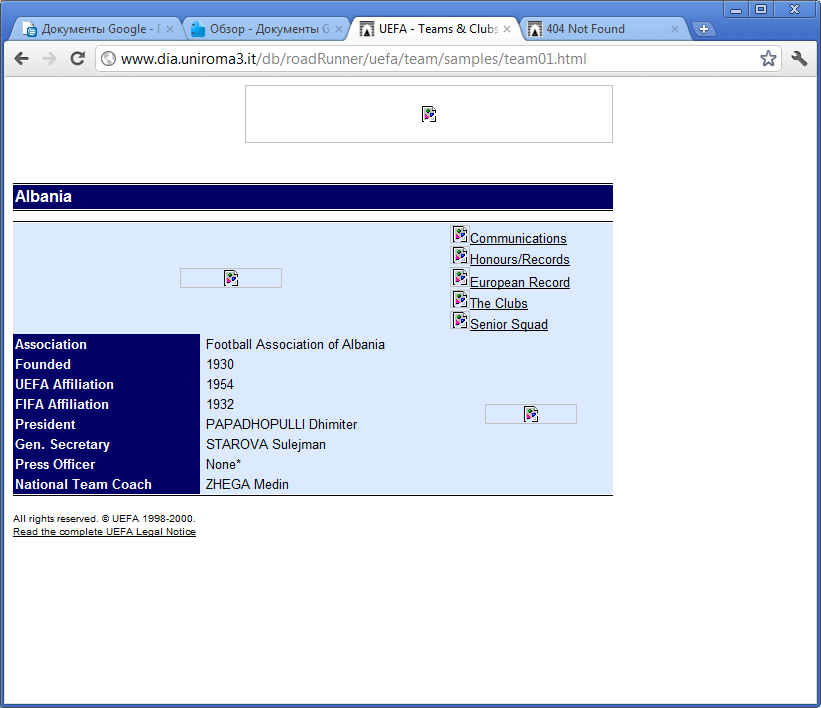 Документы Google - 
Обзор - Документы G
UEFA - Teams & Clubs
404 Not Found
www.dia.uniroma3.it/db/roadRunner/uefa/team/samples/team01.html
Albania
Communications
Honours/Records
European Record
The Clubs
Senior Squad
Association Football Association of Albania
Founded 1930
UEFA Affiliation 1954
FIFA Affiliation 1932
President PAPADHOPULLI Dhimiter
Gen. Secretary STAROVA Sulejman
Press Officer None*
National Team Coach ZHEGA Medin
All rights reserved. © UEFA 1998-2000.
Read the complete UEFA Legal Notice